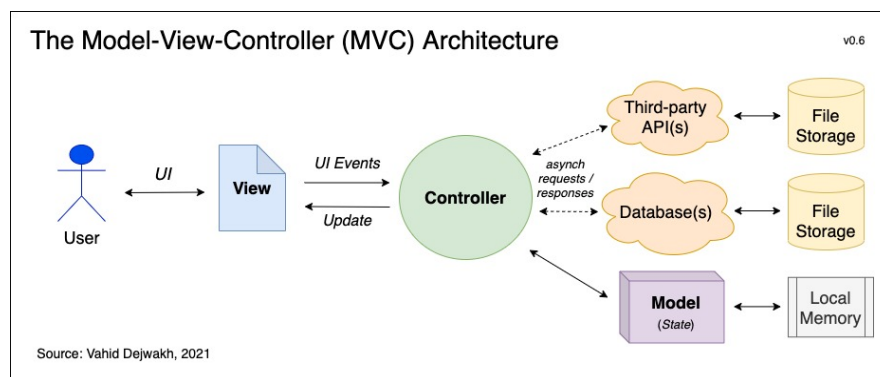 The Model-View-Controller (MVC) Architecture
v0.6
UI
User
View
UI Events
Update
Controller
asynch
requests /
responses
Third-party
API(s)
File
Storage
Database(s)
File
Storage
Model
(State)
Local
Memory
Source: Vahid Dejwakh, 2021